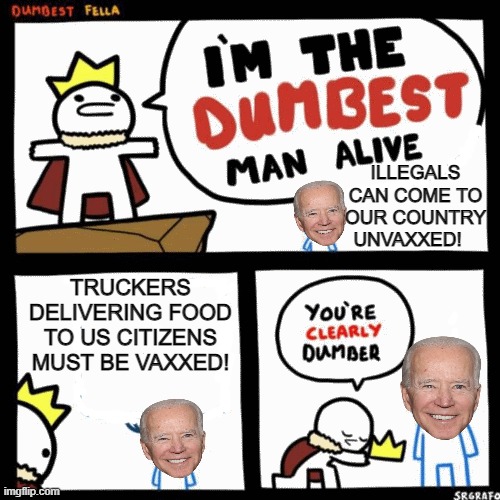 DUMBEST FELLA
I'M THE
DUMBEST
MAN ALIVE
ILLEGALS
CAN COME TO
OUR COUNTRY
UNVAXXED!
TRUCKERS
DELIVERING FOOD
TO US CITIZENS
MUST BE VAXXED!
YOU'RE
CLEARLY
DUMBER
imgflip.com
SRGRAFO